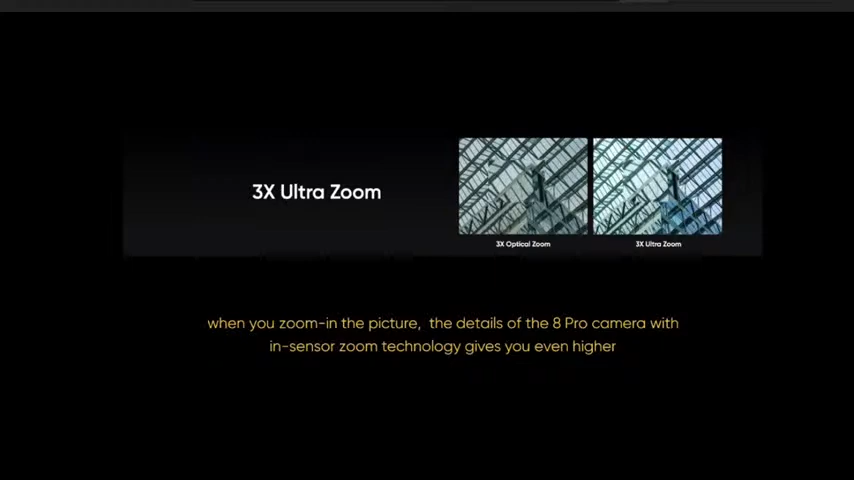 3X Ultra Zoom
3X Optical Zoom
3X Ultra Zoom
when you zoom-in the picture, the details of the 8 Pro camera with
in-sensor zoom technology gives you even higher